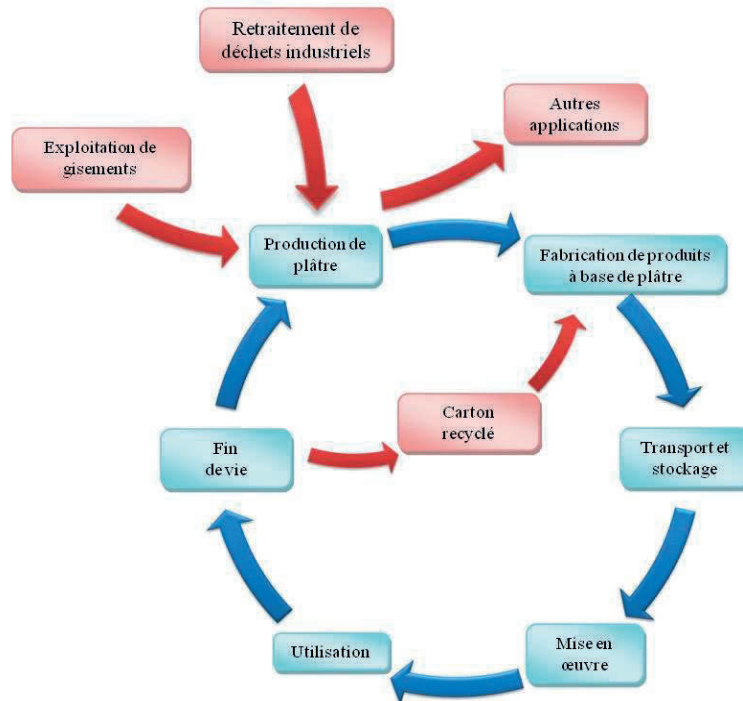 Retraitement de
déchets industriels
Autres
applications
Exploitation de
gisements
Production de
plâtre
Fabrication de produits
à base de plâtre
Carton
recyclé
Fin
de vie
Transport et
stockage
Utilisation
Mise en
œuvre